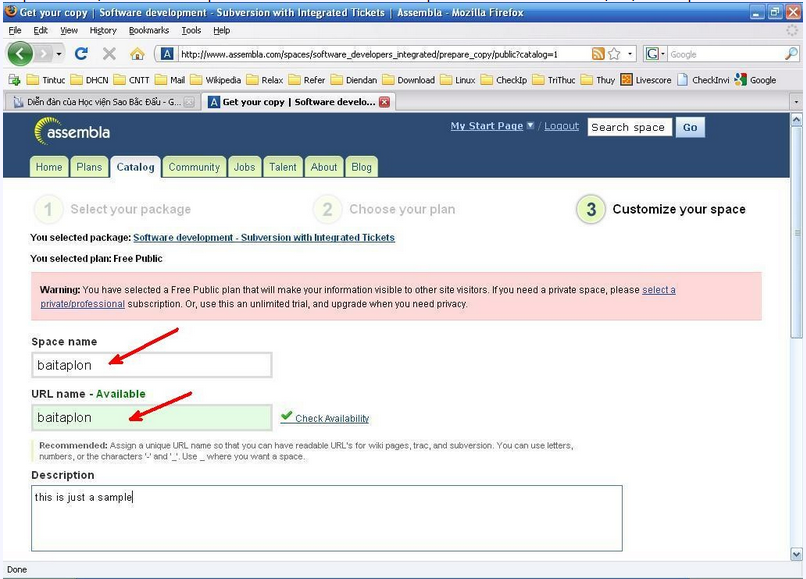 Get your copy | Software development - Subversion with Integrated Tickets | Assembla - Mozilla Firefox
File Edit View History Bookmarks Tools Help
http://www.assembla.com/spaces/software_developers_integrated/prepare_copy/public?catalog=1
Google
Tintuc DHCN CNTT Mail Wikipedia Relax Refer Diendan Download Linux CheckIp TriThuc Thuy Livescore CheckInvi Google
Diễn đàn của Học viện Sao Bắc Đẩu - G...
Get your copy | Software develo...
assembla
My Start Page / Logout Search space Go
Home Plans Catalog Community Jobs Talent About Blog
1 Select your package 2 Choose your plan 3 Customize your space
You selected package: Software development - Subversion with Integrated Tickets
You selected plan: Free Public
Warning: You have selected a Free Public plan that will make your information visible to other site visitors. If you need a private space, please select a
private/professional subscription. Or, use this an unlimited trial, and upgrade when you need privacy.
Space name
baitaplon
URL name - Available
baitaplon
Check Availability
Recommended: Assign a unique URL name so that you can have readable URL's for wiki pages, trac, and subversion. You can use letters,
numbers, or the characters '-' and '_'. Use _ where you want a space.
Description
this is just a sample
Done